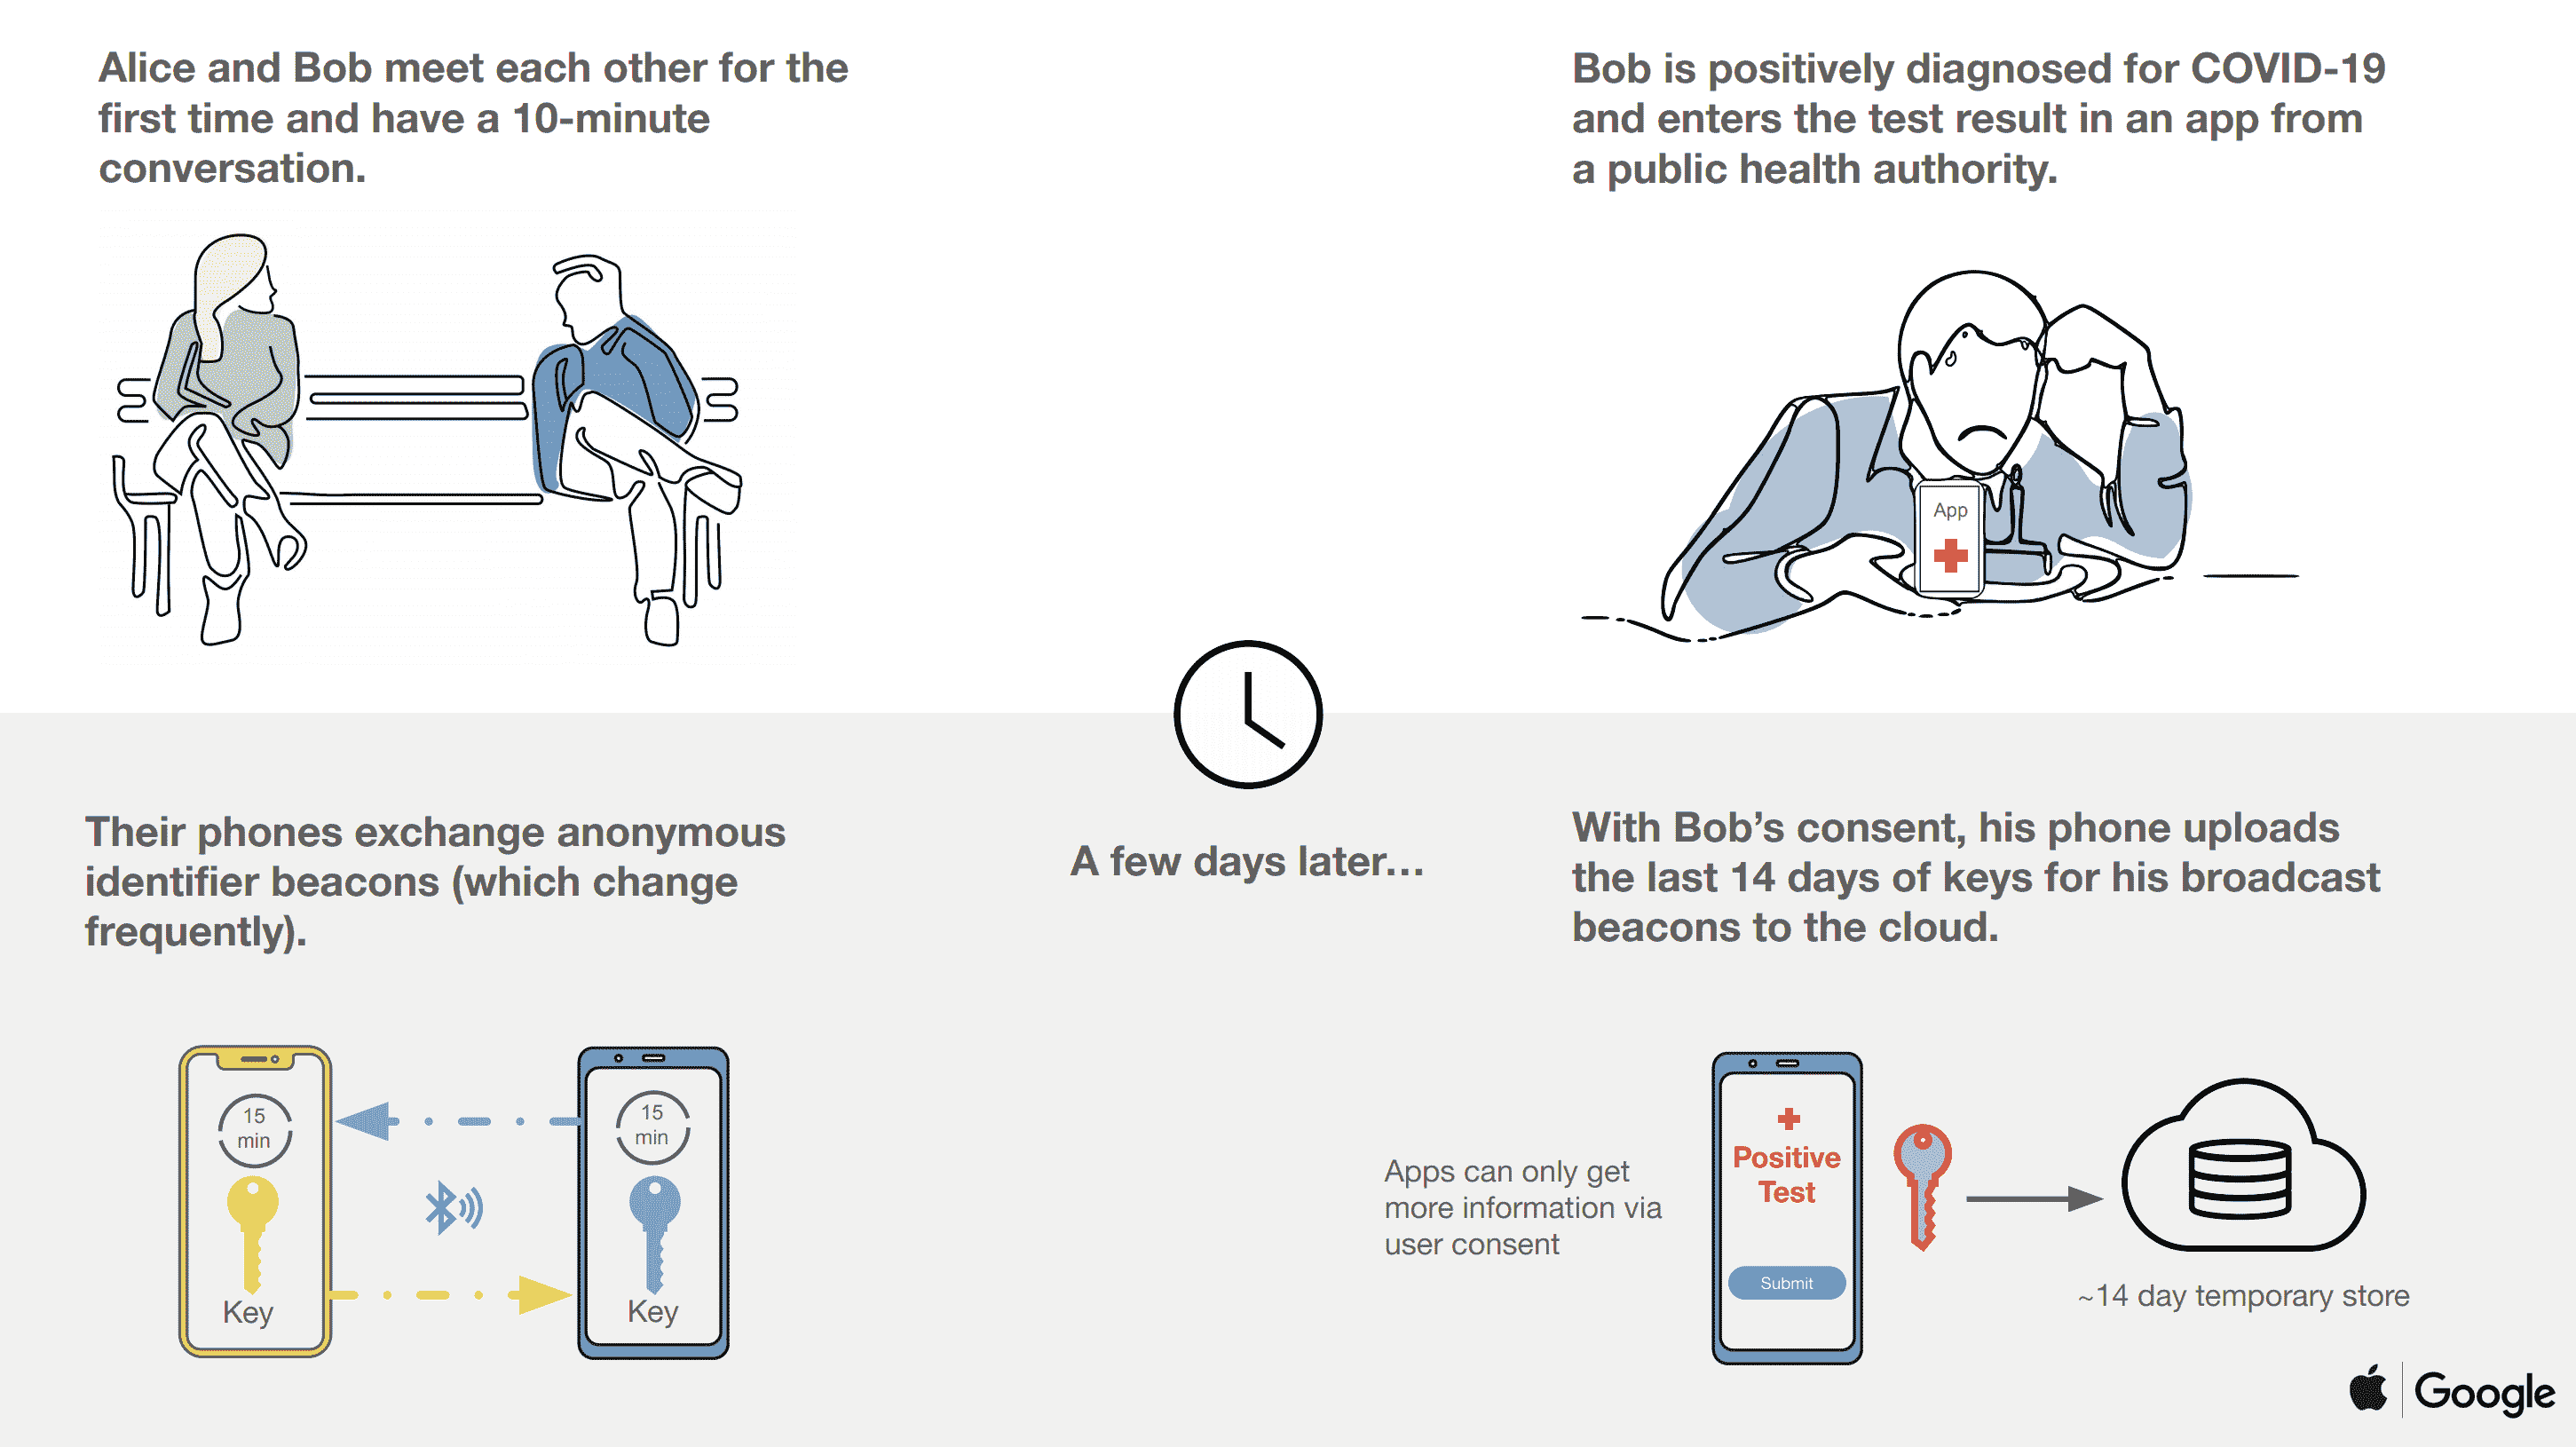 Alice and Bob meet each other for the
first time and have a 10-minute
conversation.
Bob is positively diagnosed for COVID-19
and enters the test result in an app from
a public health authority.
App
Their phones exchange anonymous
identifier beacons (which change
frequently).
A few days later…
With Bob’s consent, his phone uploads
the last 14 days of keys for his broadcast
beacons to the cloud.
15
min
Key
15
min
Key
Apps can only get
more information via
user consent
Positive
Test
Submit
~14 day temporary store
Google